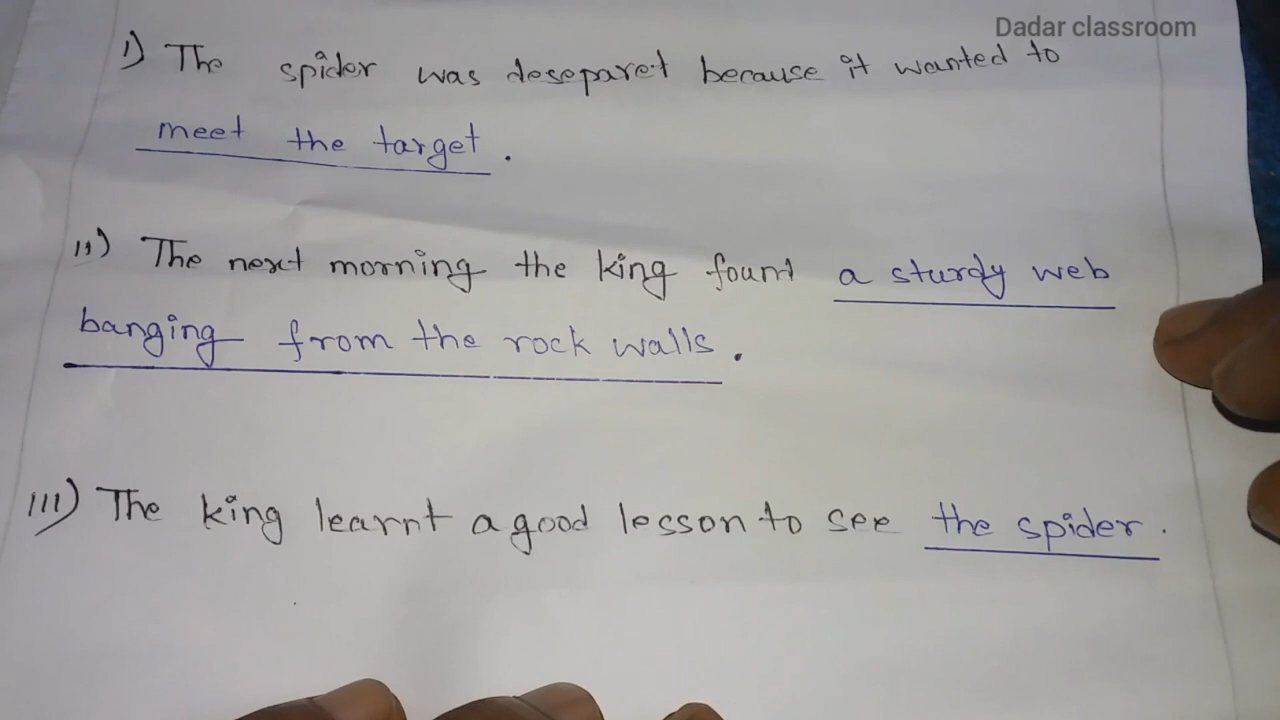 Dadar classroom
i) The spider was deseparet because it wanted to
meet the target.
ii) The next morning the king found a sturdy web
banging from the rock walls.
iii) The king learnt a good lesson to see the spider.